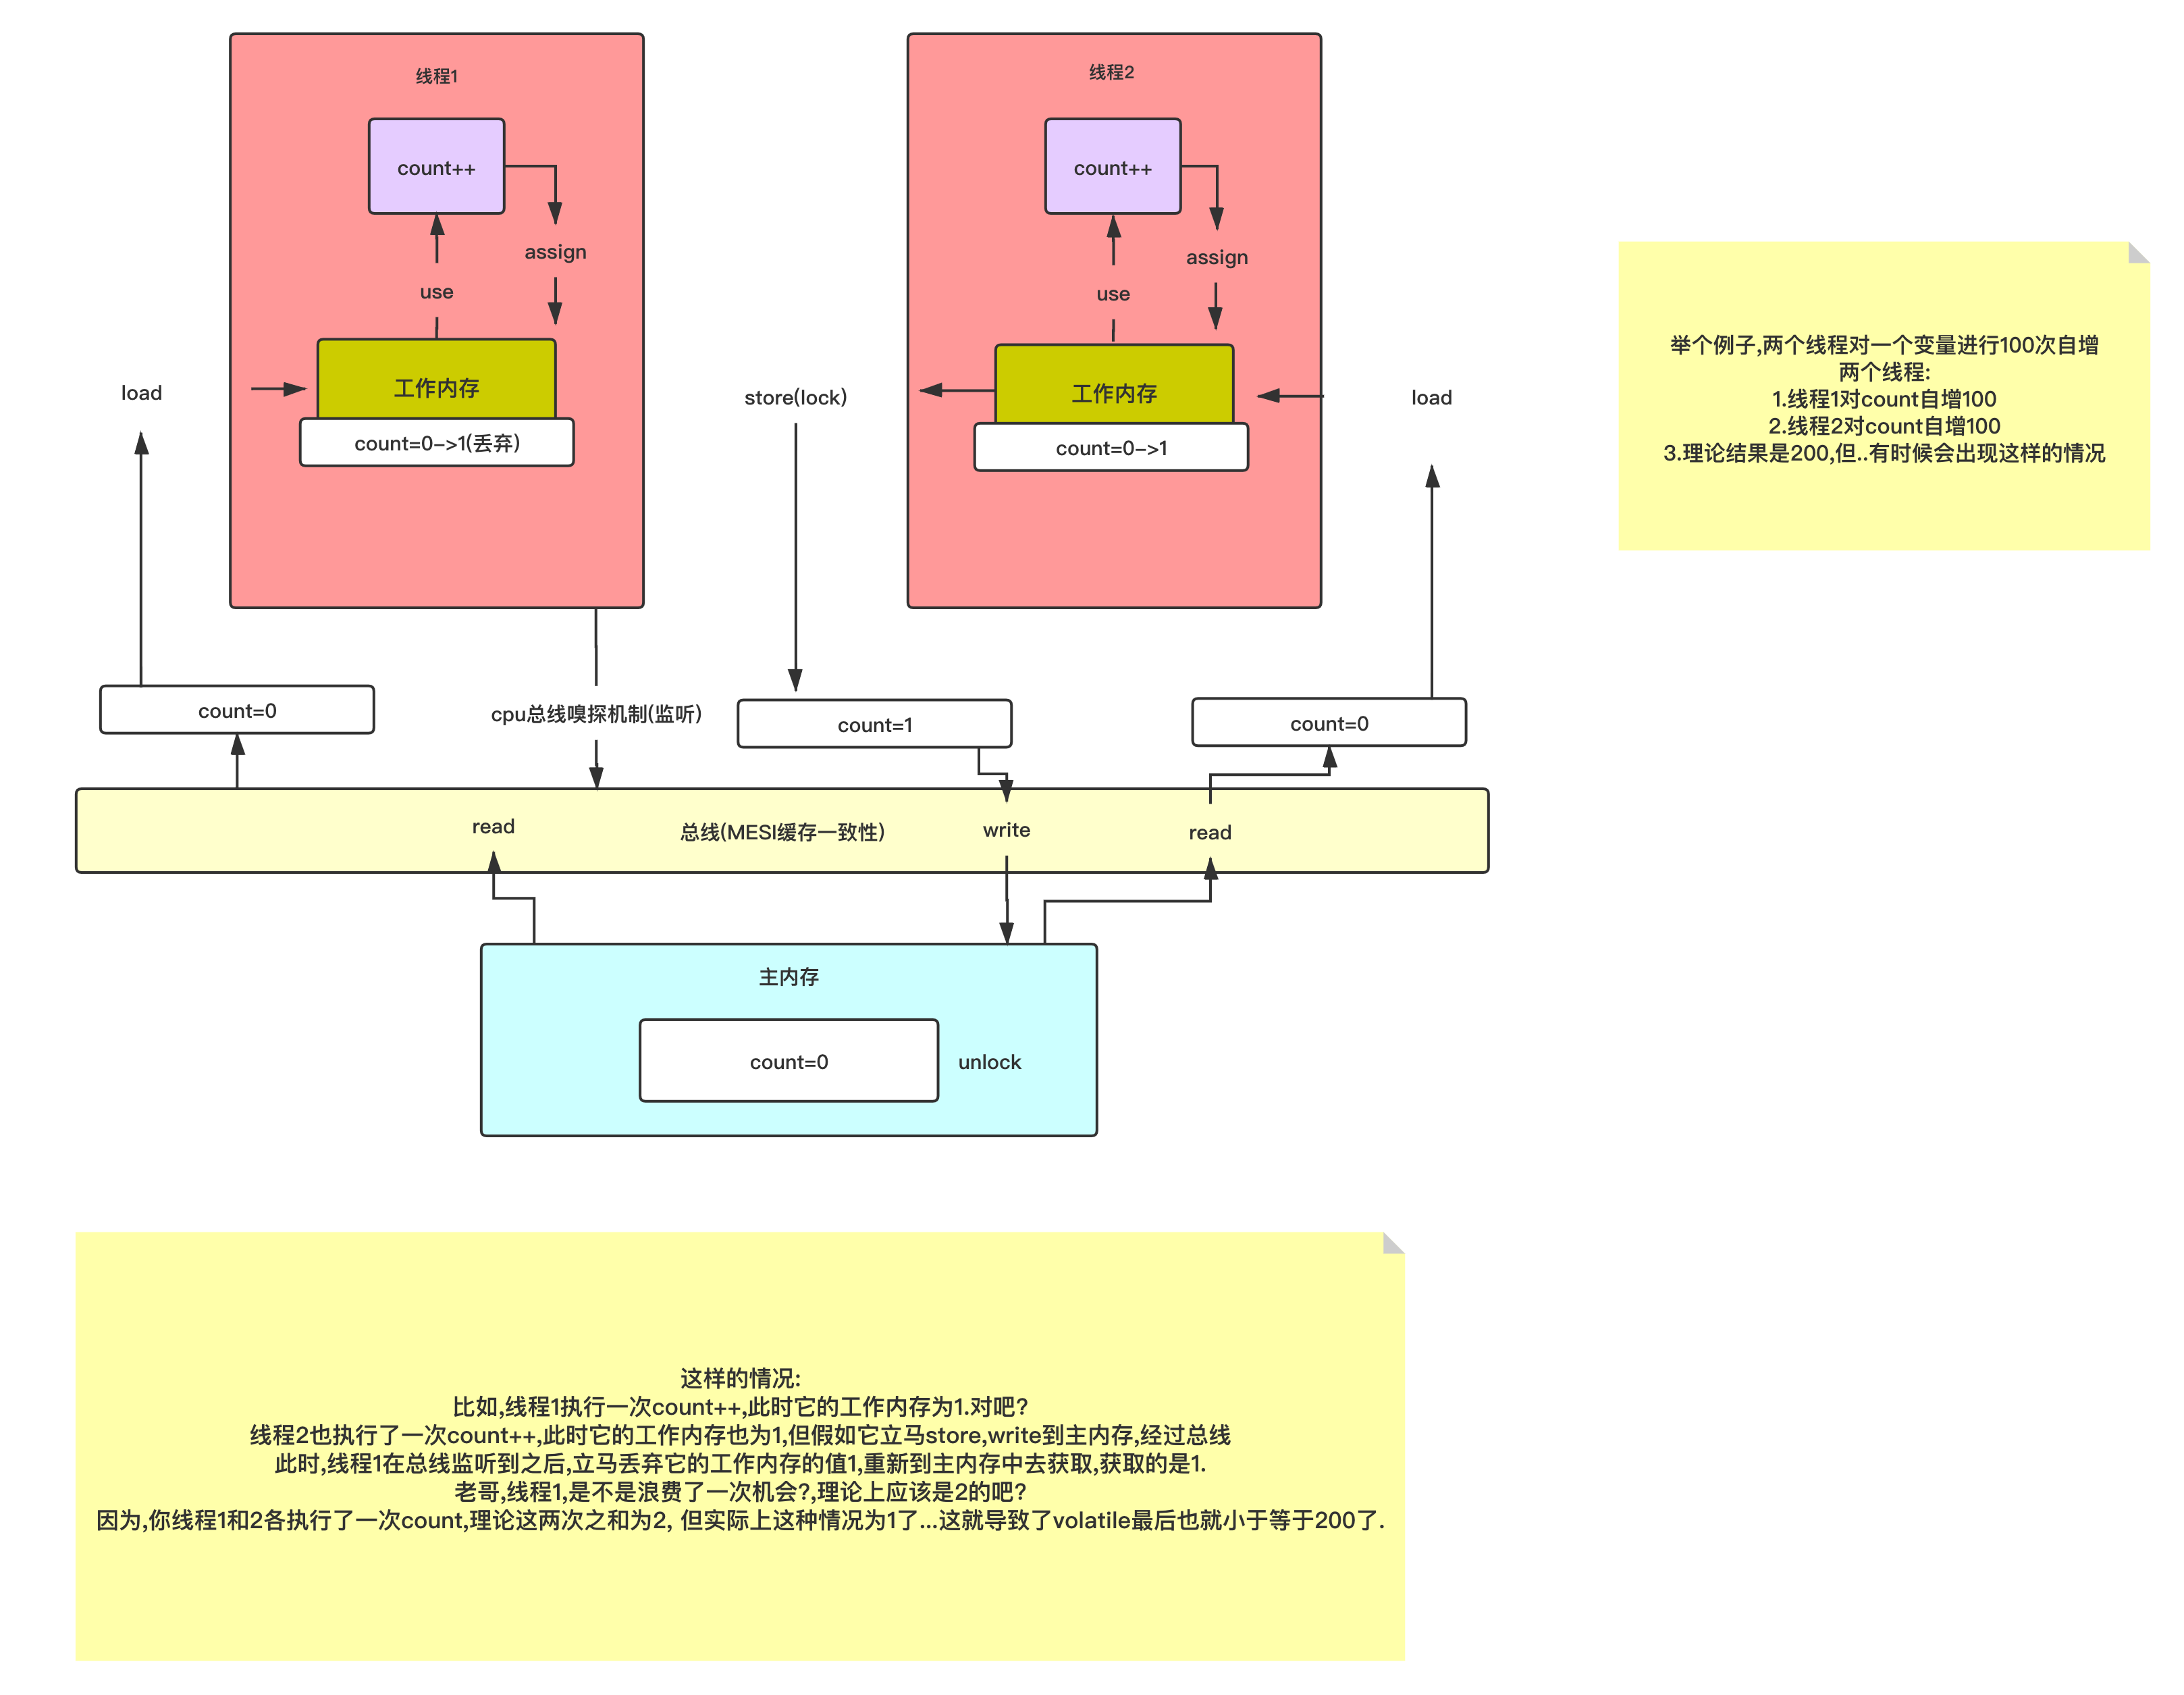 线程1
线程2
count++
count++
assign
assign
use
use
举个例子,两个线程对一个变量进行100次自增
两个线程:
1.线程1对count自增100
2.线程2对count自增100
3.理论结果是200,但..有时候会出现这样的情况
load
工作内存
store(lock)
工作内存
load
count=0->1(丢弃)
count=0->1
count=0
cpu总线嗅探机制(监听)
count=1
count=0
read
总线(MESI缓存一致性)
write
read
主内存
count=0
unlock
这样的情况:
比如,线程1执行一次count++,此时它的工作内存为1.对吧?
线程2也执行了一次count++,此时它的工作内存也为1,但假如它立马store,write到主内存,经过总线
此时,线程1在总线监听到之后,立马丢弃它的工作内存的值1,重新到主内存中去获取,获取的是1.
老哥,线程1,是不是浪费了一次机会?,理论上应该是2的吧?
因为,你线程1和2各执行了一次count,理论这两次之和为2, 但实际上这种情况为1了...这就导致了volatile最后也就小于等于200了.